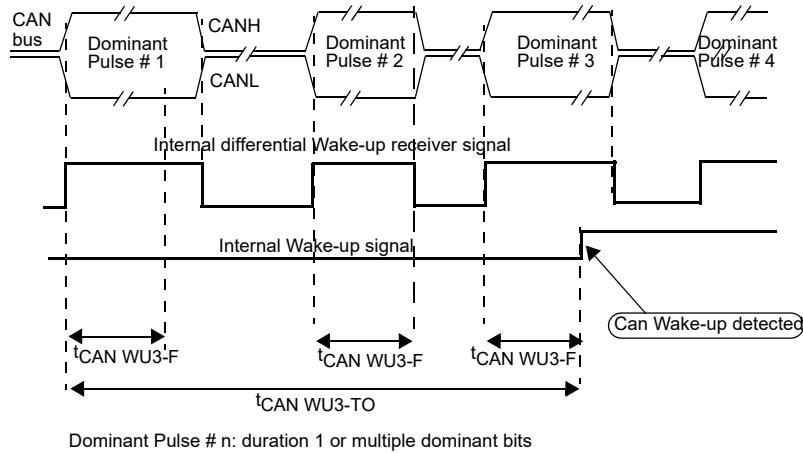 CAN
bus
Dominant
Pulse # 1
CANH
CANL
Dominant
Pulse # 2
Dominant
Pulse # 3
Dominant
Pulse # 4
Internal differential Wake-up receiver signal
Internal Wake-up signal
Can Wake-up detected
tCAN WU3-F
tCAN WU3-F
tCAN WU3-F
tCAN WU3-TO
Dominant Pulse # n: duration 1 or multiple dominant bits